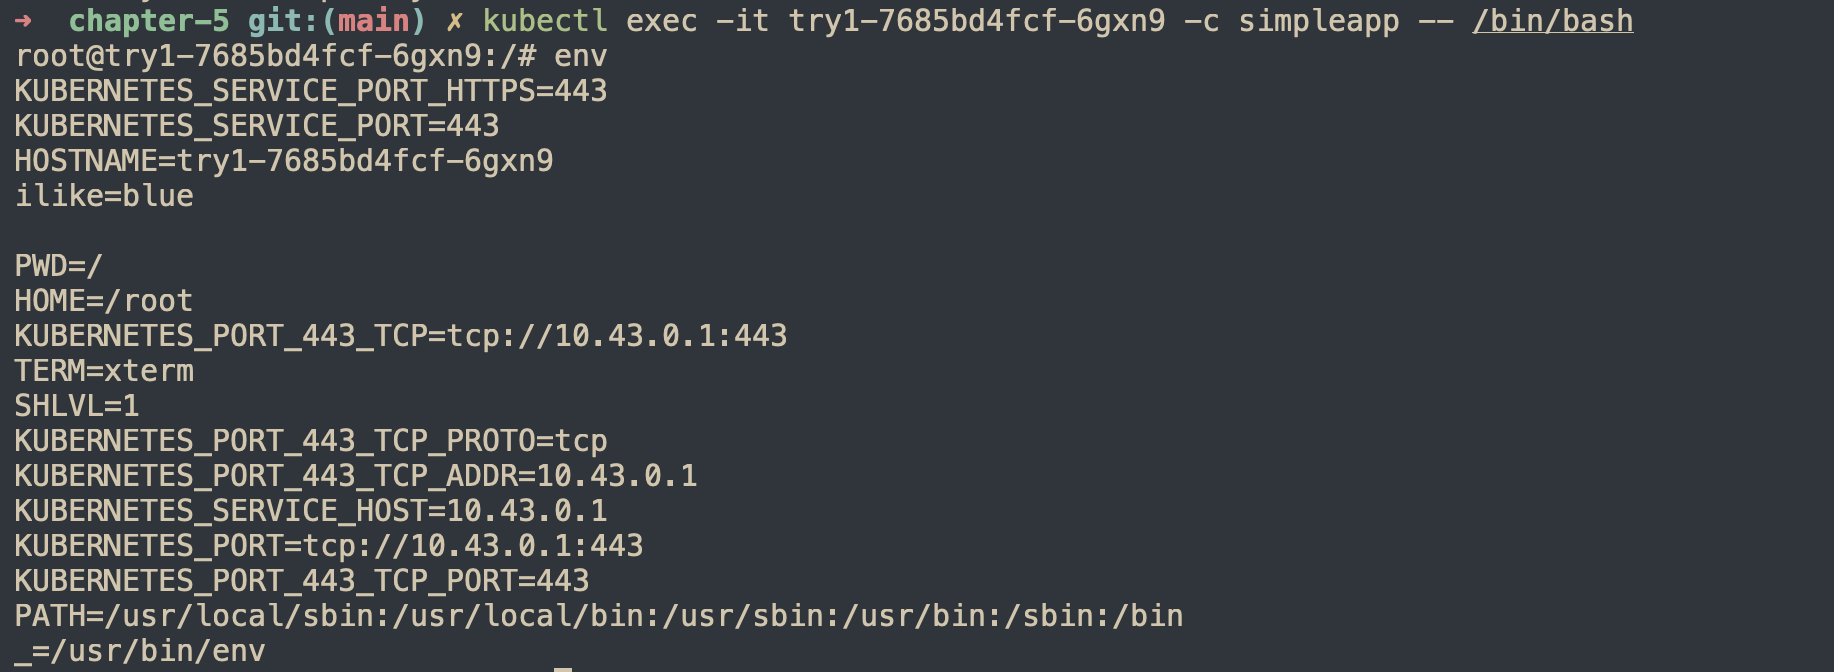 ➜  chapter-5 git:(main) ✗ kubectl exec -it try1-7685bd4fcf-6gxn9 -c simpleapp -- /bin/bash
root@try1-7685bd4fcf-6gxn9:/# env
KUBERNETES_SERVICE_PORT_HTTPS=443
KUBERNETES_SERVICE_PORT=443
HOSTNAME=try1-7685bd4fcf-6gxn9
ilike=blue

PWD=/
HOME=/root
KUBERNETES_PORT_443_TCP=tcp://10.43.0.1:443
TERM=xterm
SHLVL=1
KUBERNETES_PORT_443_TCP_PROTO=tcp
KUBERNETES_PORT_443_TCP_ADDR=10.43.0.1
KUBERNETES_SERVICE_HOST=10.43.0.1
KUBERNETES_PORT=tcp://10.43.0.1:443
KUBERNETES_PORT_443_TCP_PORT=443
PATH=/usr/local/sbin:/usr/local/bin:/usr/sbin:/usr/bin:/sbin:/bin
_=/usr/bin/env